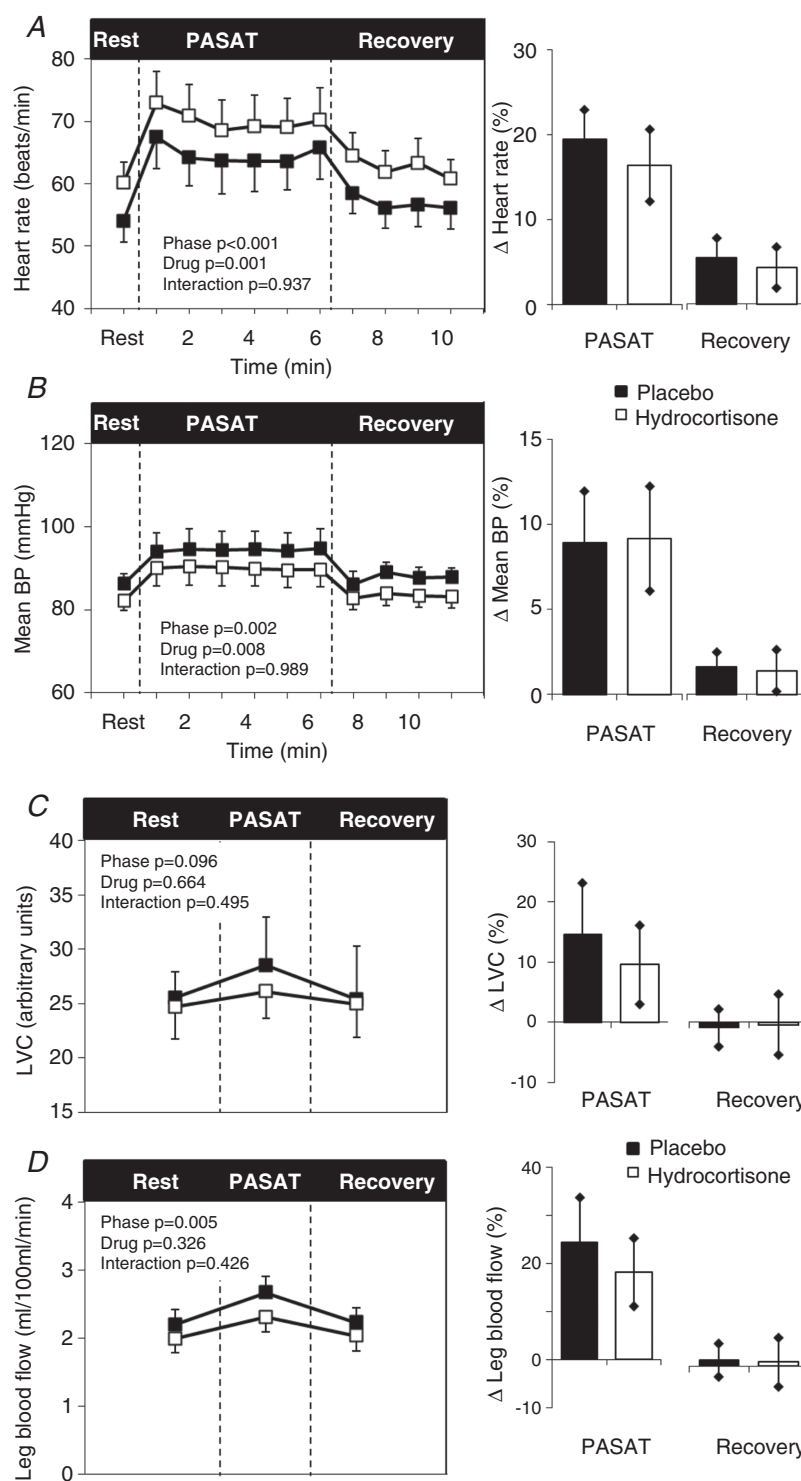 A
Rest PASAT Recovery
80
70
60
50
40
Heart rate (beats/min)
Phase p<0.001
Drug p=0.001
Interaction p=0.937
Rest 2 4 6 8 10
Time (min)
30
20
10
0
Δ Heart rate (%)
PASAT Recovery
B
Rest PASAT Recovery
120
100
80
60
Mean BP (mmHg)
Phase p=0.002
Drug p=0.008
Interaction p=0.989
Rest 2 4 6 8 10
Time (min)
Placebo
Hydrocortisone
15
10
5
0
Δ Mean BP (%)
PASAT Recovery
C
Rest PASAT Recovery
40
35
30
25
20
15
LVC (arbitrary units)
Phase p=0.096
Drug p=0.664
Interaction p=0.495
30
20
10
0
-10
Δ LVC (%)
PASAT Recovery
D
Rest PASAT Recovery
4
3
2
1
0
Leg blood flow (ml/100ml/min)
Phase p=0.005
Drug p=0.326
Interaction p=0.426
Placebo
Hydrocortisone
40
20
0
-10
Δ Leg blood flow (%)
PASAT Recovery